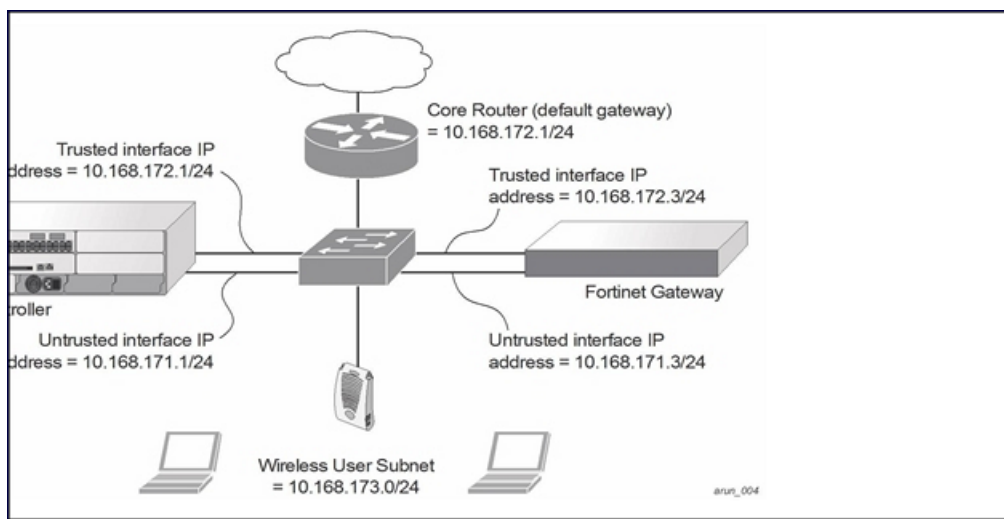 Core Router (default gateway)
= 10.168.172.1/24
Trusted interface IP
address = 10.168.172.1/24
Trusted interface IP
address = 10.168.172.3/24
Fortinet Gateway
troller
Untrusted interface IP
address = 10.168.171.1/24
Untrusted interface IP
address = 10.168.171.3/24
Wireless User Subnet
= 10.168.173.0/24
arun_004